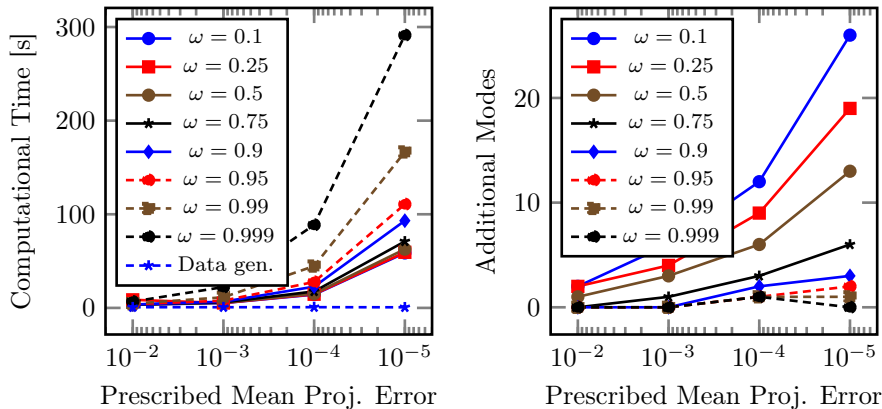 Computational Time [s]
300
200
100
0
ω = 0.1
ω = 0.25
ω = 0.5
ω = 0.75
ω = 0.9
ω = 0.95
ω = 0.99
ω = 0.999
Data gen.
10⁻² 10⁻³ 10⁻⁴ 10⁻⁵
Prescribed Mean Proj. Error
Additional Modes
20
10
0
ω = 0.1
ω = 0.25
ω = 0.5
ω = 0.75
ω = 0.9
ω = 0.95
ω = 0.99
ω = 0.999
10⁻² 10⁻³ 10⁻⁴ 10⁻⁵
Prescribed Mean Proj. Error